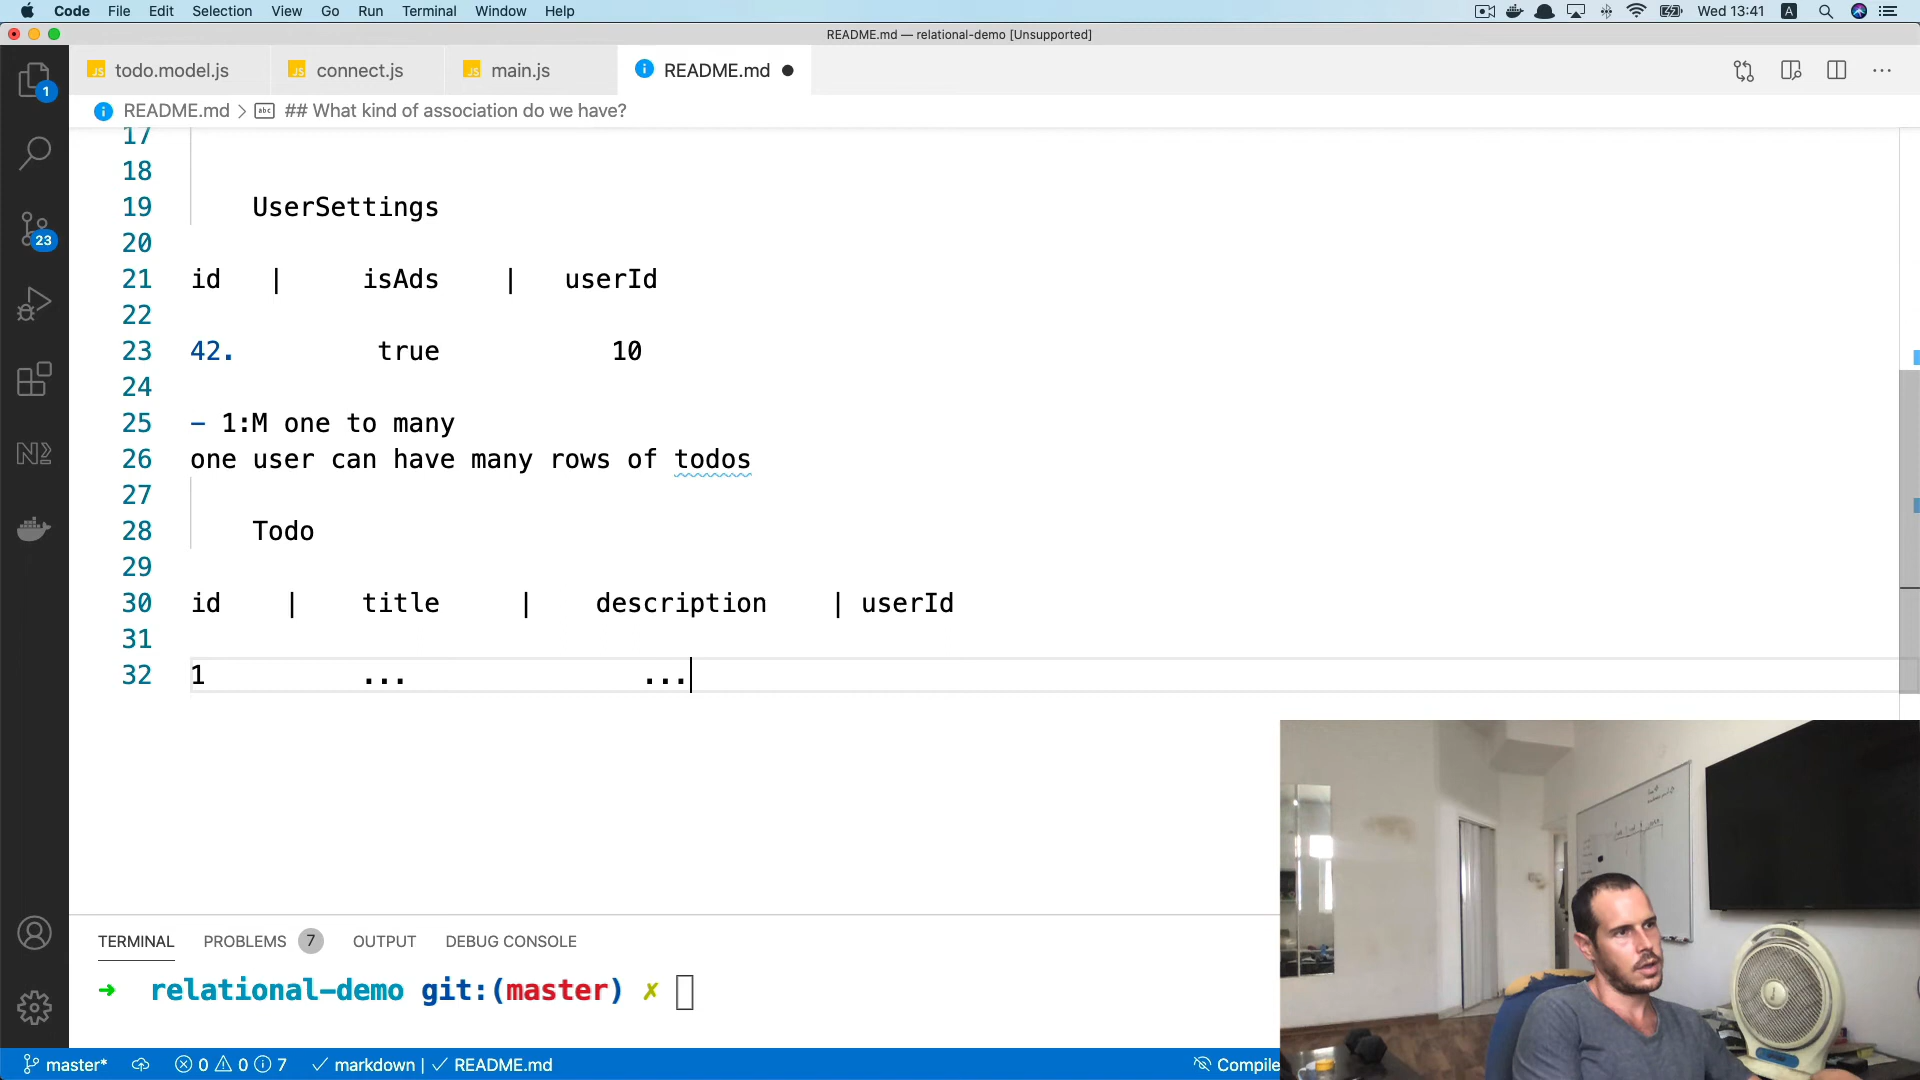 Code File Edit Selection View Go Run Terminal Window Help Wed 13:41 A
README.md — relational-demo [Unsupported]
JS todo.model.js JS connect.js JS main.js README.md
README.md > abc ## What kind of association do we have?
1
23
17
18
19 UserSettings
20
21 id | isAds | userId
22
23 42. true 10
24
25 - 1:M one to many
26 one user can have many rows of todos
27
28 Todo
29
30 id | title | description | userId
31
32 1 ... ...
TERMINAL PROBLEMS 7 OUTPUT DEBUG CONSOLE
→ relational-demo git:(master) ✗
master* 0 0 7 ✓ markdown | ✓ README.md Compile